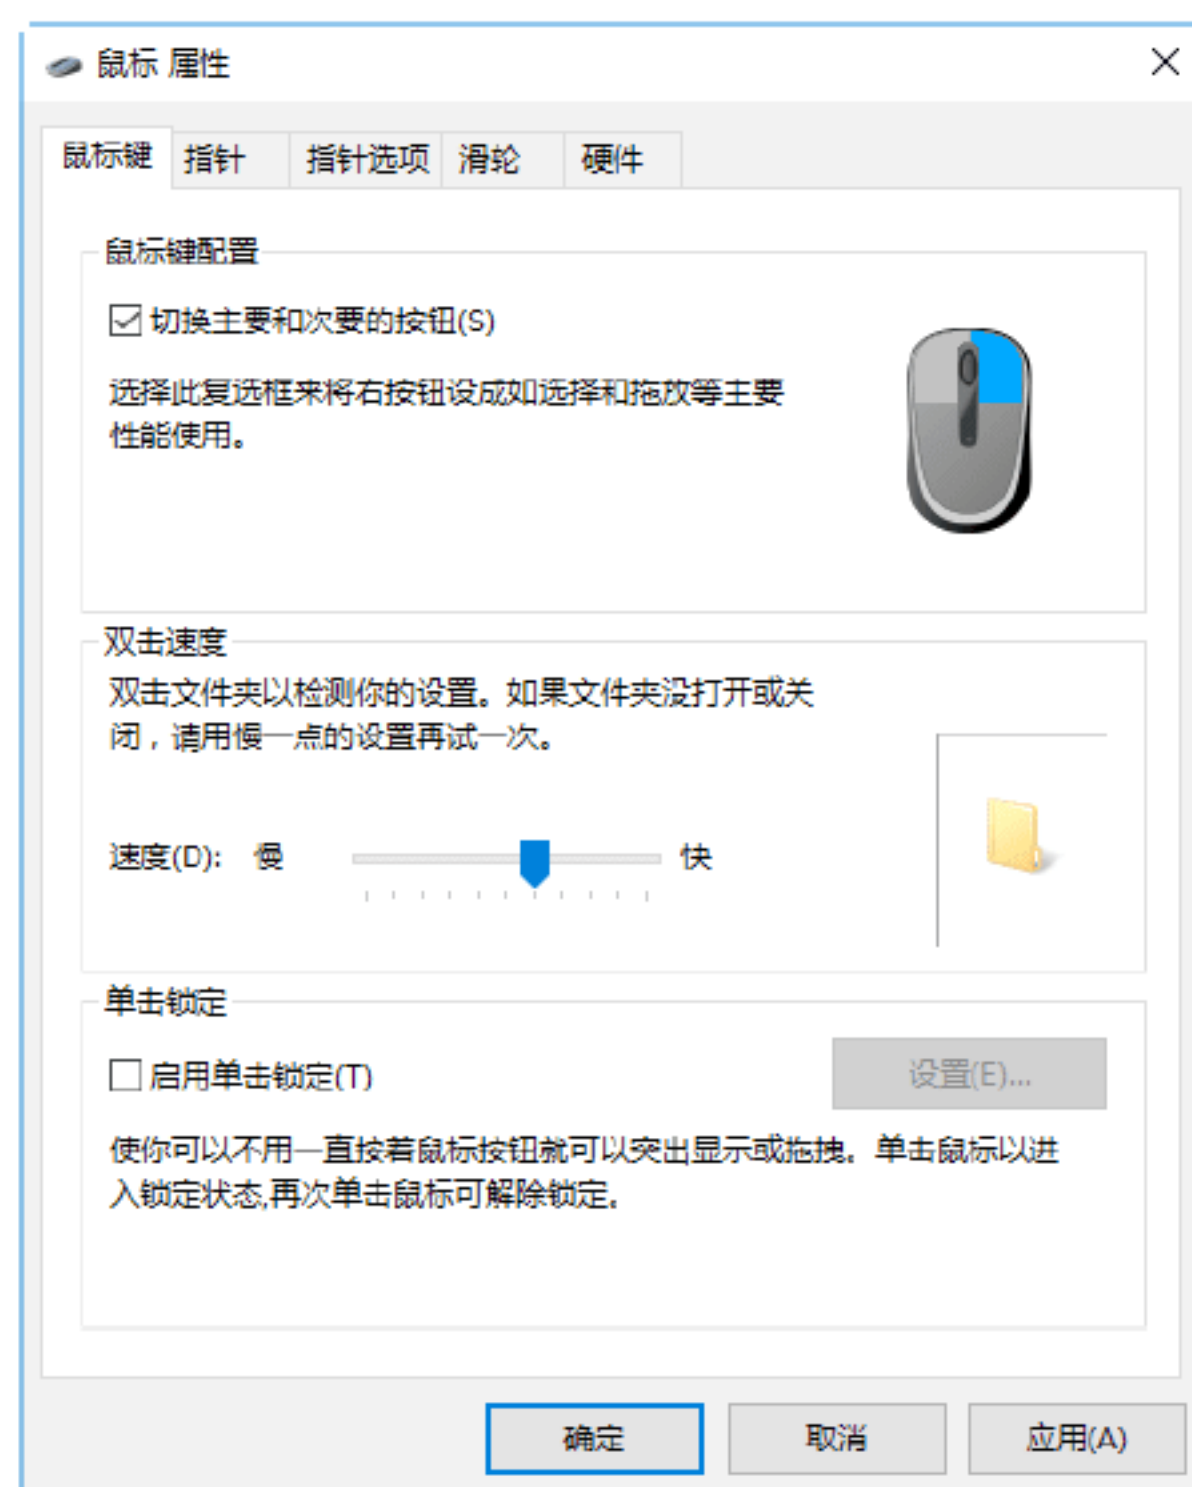 鼠标 属性
鼠标键 指针 指针选项 滑轮 硬件
鼠标键配置
切换主要和次要的按钮(S)
选择此复选框来将右按钮设成如选择和拖放等主要
性能使用。
双击速度
双击文件夹以检测你的设置。如果文件夹没打开或关
闭，请用慢一点的设置再试一次。
速度(D): 慢 快
单击锁定
启用单击锁定(T) 设置(E)...
使你可以不用一直按着鼠标按钮就可以突出显示或拖拽。单击鼠标以进
入锁定状态,再次单击鼠标可解除锁定。
确定 取消 应用(A)